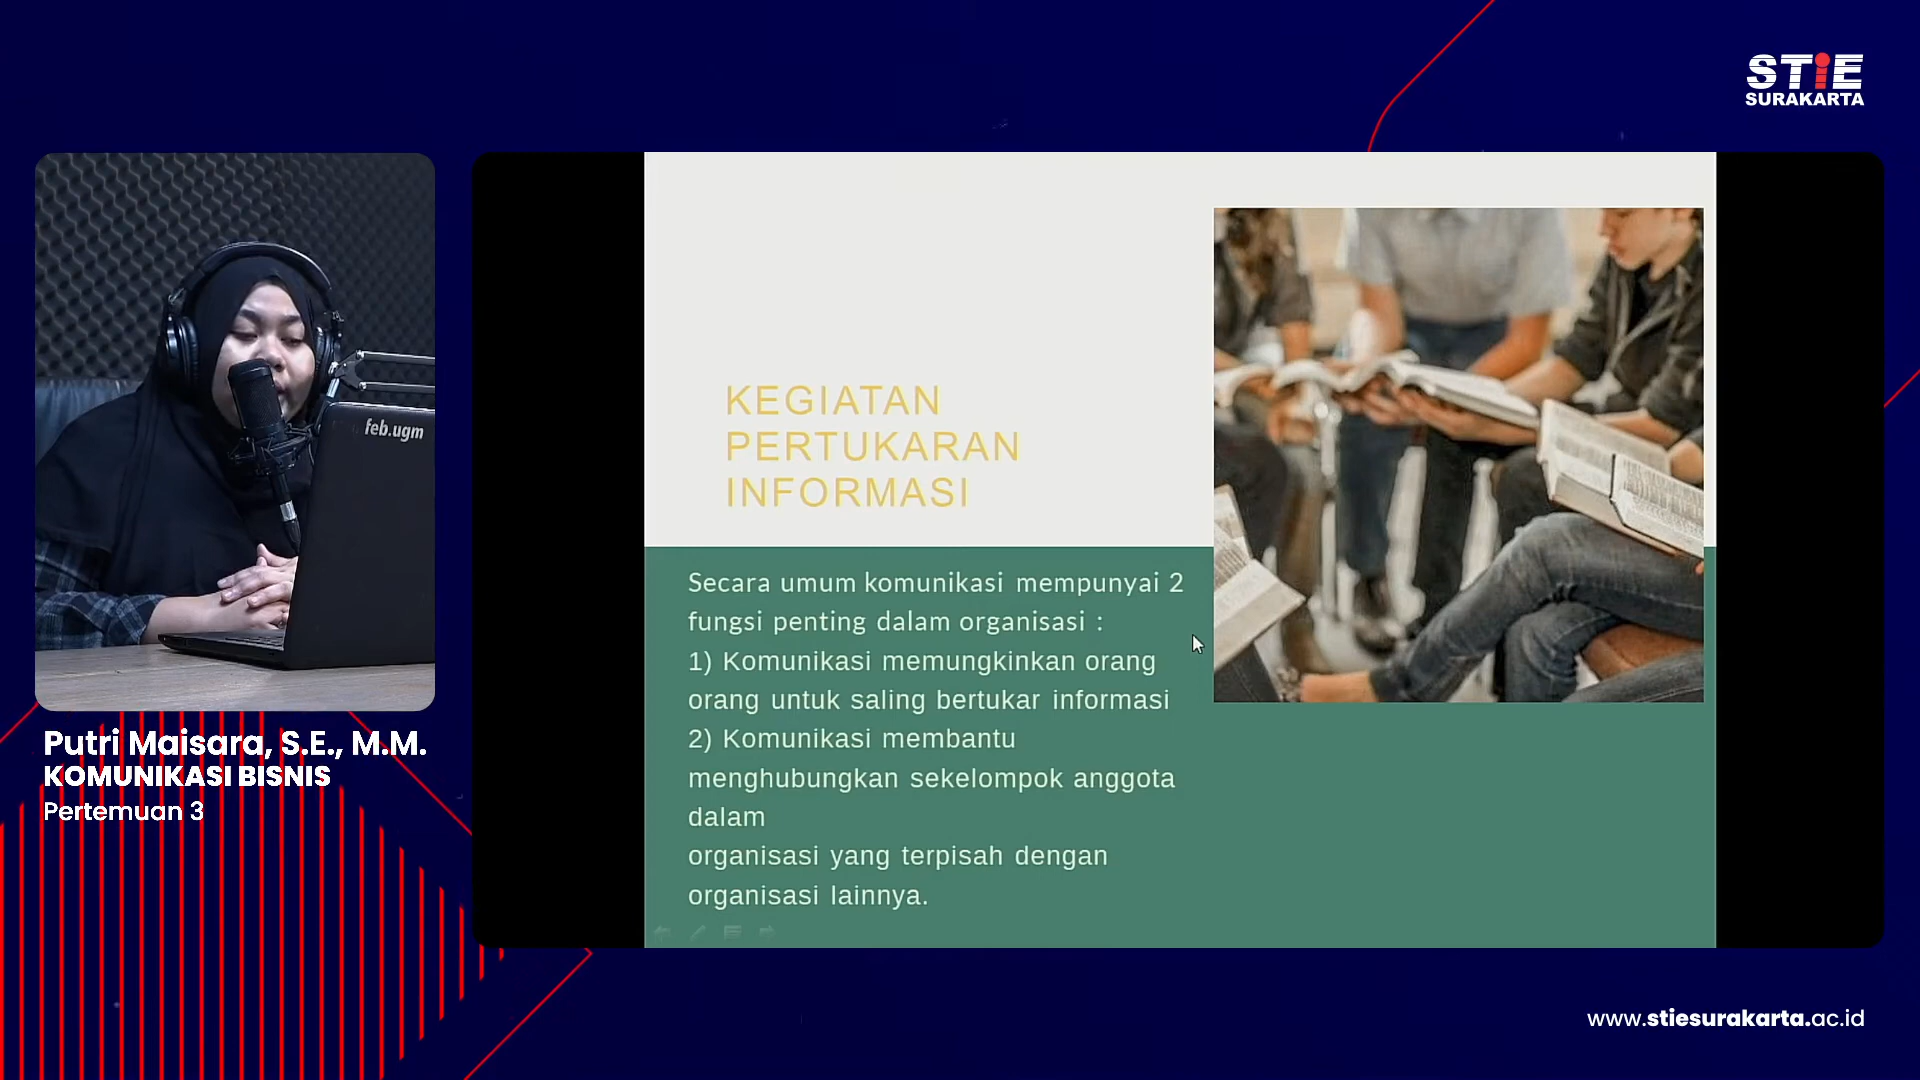 STiE
SURAKARTA
feb.ugm
KEGIATAN
PERTUKARAN
INFORMASI
Secara umum komunikasi mempunyai 2
fungsi penting dalam organisasi :
1) Komunikasi memungkinkan orang
orang untuk saling bertukar informasi
2) Komunikasi membantu
menghubungkan sekelompok anggota
dalam
organisasi yang terpisah dengan
organisasi lainnya.
Putri Maisara, S.E., M.M.
KOMUNIKASI BISNIS
Pertemuan 3
www.stiesurakarta.ac.id